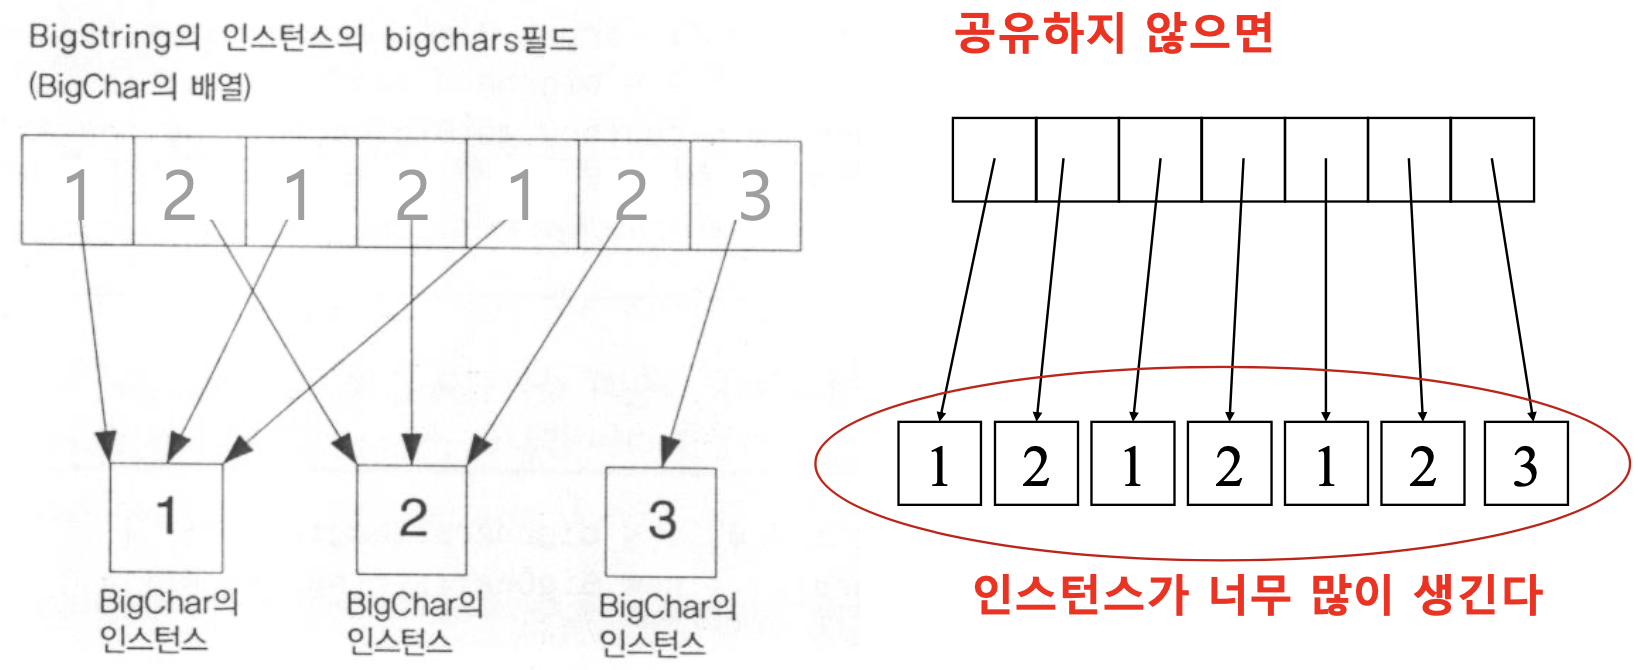 BigString의 인스턴스의 bigchars필드
(BigChar의 배열)
1 2 1 2 1 2 3
1 2 3
BigChar의 인스턴스
BigChar의 인스턴스
BigChar의 인스턴스
공유하지 않으면
1 2 1 2 1 2 3
인스턴스가 너무 많이 생긴다